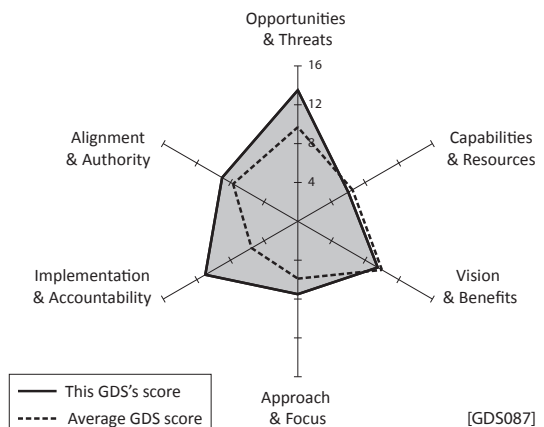 Opportunities
& Threats
16
12
8
4
Alignment
& Authority
Capabilities
& Resources
Implementation
& Accountability
Vision
& Benefits
Approach
& Focus
This GDS's score
Average GDS score
[GDS087]